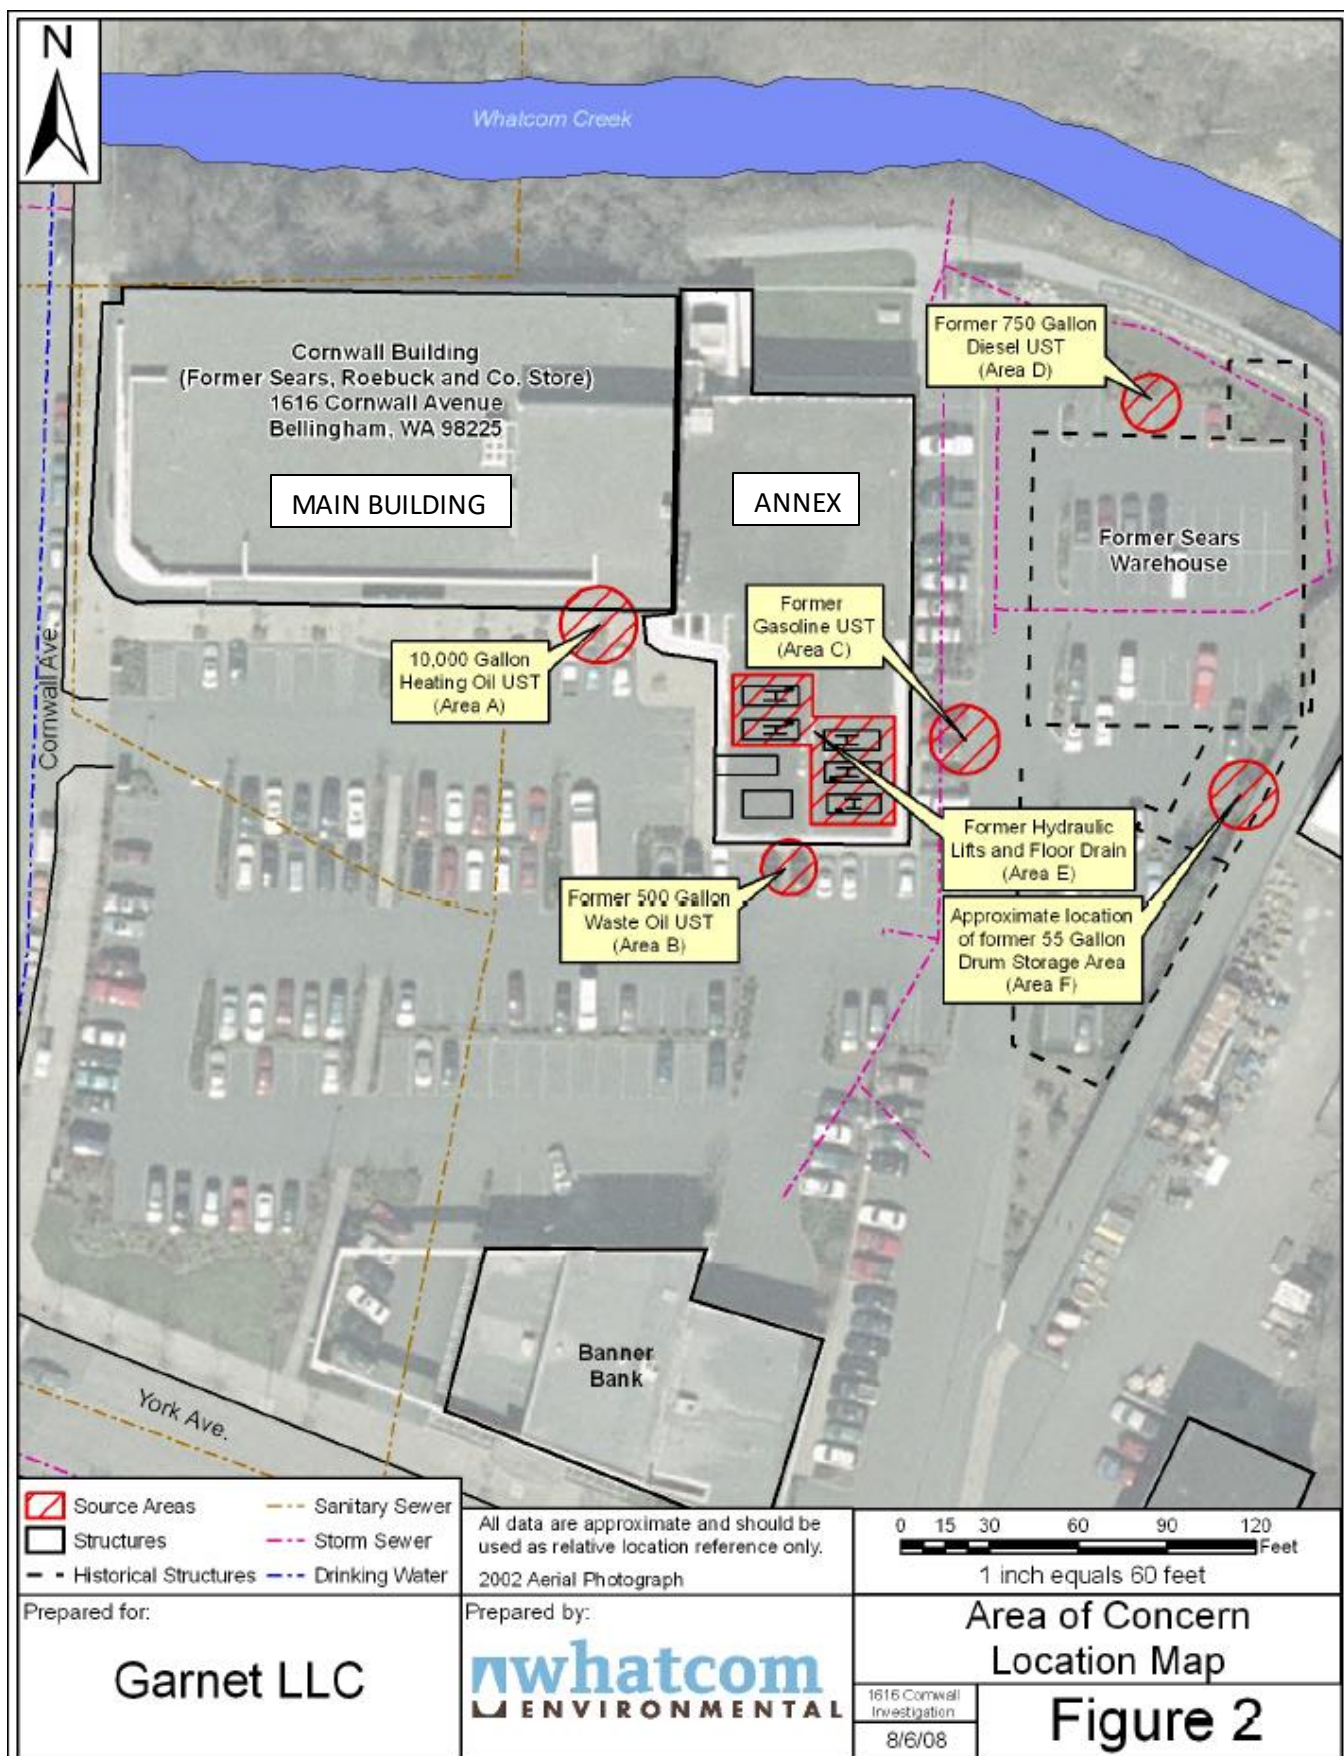 N
Whatcom Creek
Former 750 Gallon
Diesel UST
(Area D)
Cornwall Building
(Former Sears, Roebuck and Co. Store)
1616 Cornwall Avenue
Bellingham, WA 98225
MAIN BUILDING
ANNEX
Former Sears
Warehouse
Former
Gasoline UST
(Area C)
10,000 Gallon
Heating Oil UST
(Area A)
Cornwall Ave.
Former Hydraulic
Lifts and Floor Drain
(Area E)
Former 500 Gallon
Waste Oil UST
(Area B)
Approximate location
of former 55 Gallon
Drum Storage Area
(Area F)
Banner
Bank
York Ave.
Source Areas
Structures
Historical Structures
Sanitary Sewer
Storm Sewer
Drinking Water
All data are approximate and should be
used as relative location reference only.
2002 Aerial Photograph
0 15 30 60 90 120
Feet
1 inch equals 60 feet
Prepared for:
Garnet LLC
Prepared by:
whatcom
ENVIRONMENTAL
Area of Concern
Location Map
1616 Cornwall
Investigation
8/6/08
Figure 2